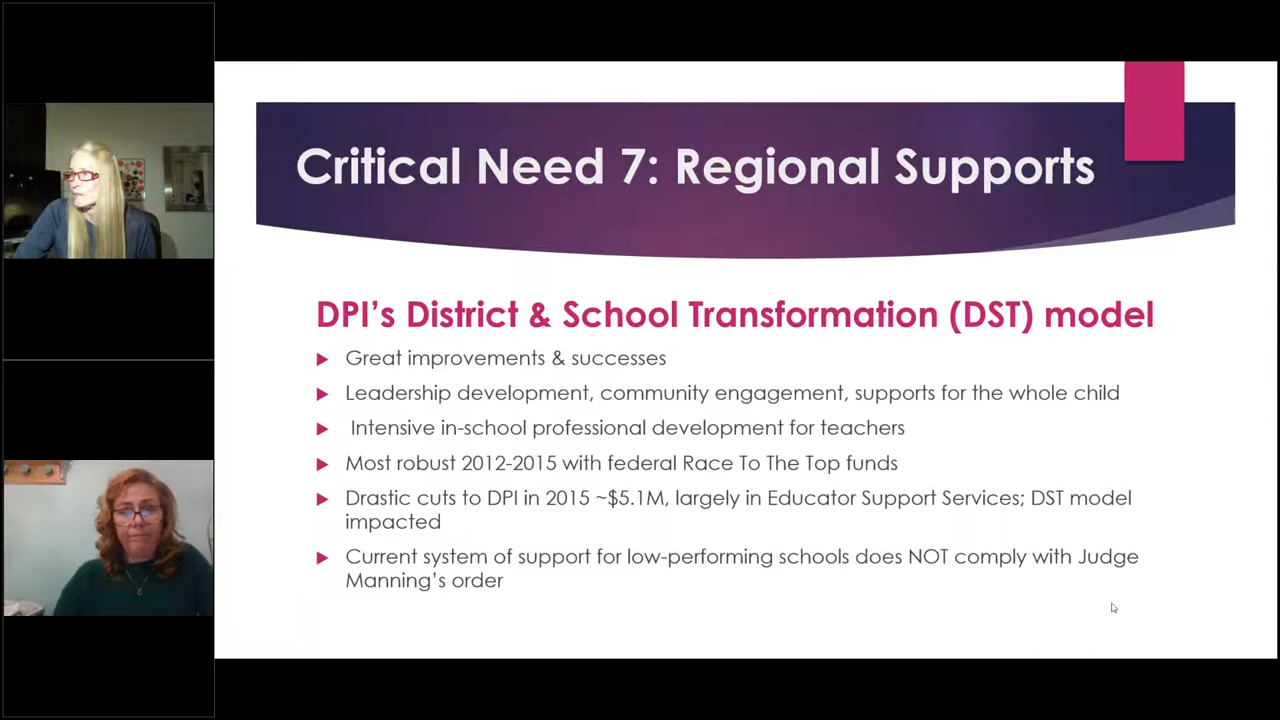 Critical Need 7: Regional Supports
DPI’s District & School Transformation (DST) model
Great improvements & successes
Leadership development, community engagement, supports for the whole child
Intensive in-school professional development for teachers
Most robust 2012-2015 with federal Race To The Top funds
Drastic cuts to DPI in 2015 ~$5.1M, largely in Educator Support Services; DST model
impacted
Current system of support for low-performing schools does NOT comply with Judge
Manning’s order